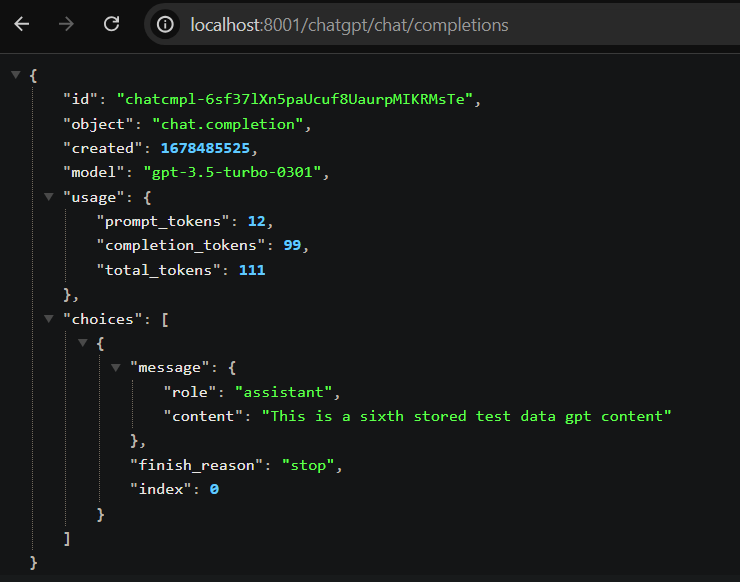 localhost:8001/chatgpt/chat/completions
{
"id": "chatcmpl-6sf37lXn5paUcuf8UaurpMIKRMsTe",
"object": "chat.completion",
"created": 1678485525,
"model": "gpt-3.5-turbo-0301",
"usage": {
"prompt_tokens": 12,
"completion_tokens": 99,
"total_tokens": 111
},
"choices": [
{
"message": {
"role": "assistant",
"content": "This is a sixth stored test data gpt content"
},
"finish_reason": "stop",
"index": 0
}
]
}